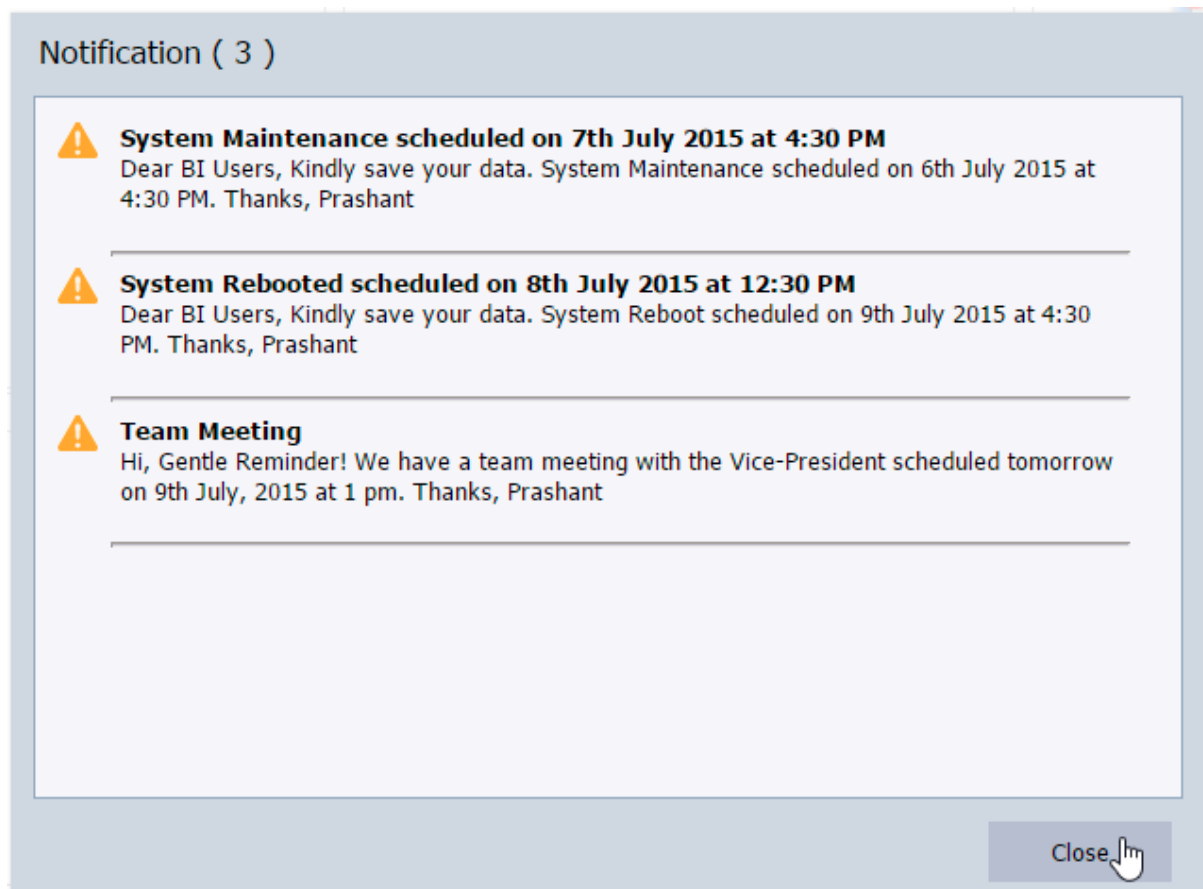 Notification ( 3 )
System Maintenance scheduled on 7th July 2015 at 4:30 PM
Dear BI Users, Kindly save your data. System Maintenance scheduled on 6th July 2015 at
4:30 PM. Thanks, Prashant
System Rebooted scheduled on 8th July 2015 at 12:30 PM
Dear BI Users, Kindly save your data. System Reboot scheduled on 9th July 2015 at 4:30
PM. Thanks, Prashant
Team Meeting
Hi, Gentle Reminder! We have a team meeting with the Vice-President scheduled tomorrow
on 9th July, 2015 at 1 pm. Thanks, Prashant
Close